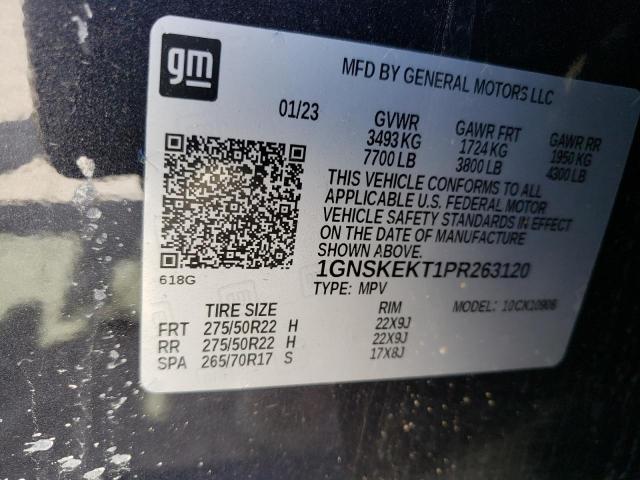 gm
MFD BY GENERAL MOTORS LLC
01/23
GVWR GAWR FRT GAWR RR
3493 KG 1724 KG 1950 KG
7700 LB 3800 LB 4300 LB
THIS VEHICLE CONFORMS TO ALL
APPLICABLE U.S. FEDERAL MOTOR
VEHICLE SAFETY STANDARDS IN EFFECT
ON THE DATE OF MANUFACTURE
SHOWN ABOVE.
1GNSKEKT1PR263120
618G
TYPE: MPV MODEL: 10CK10906
TIRE SIZE RIM
FRT 275/50R22 H 22X9J
RR 275/50R22 H 22X9J
SPA 265/70R17 S 17X8J